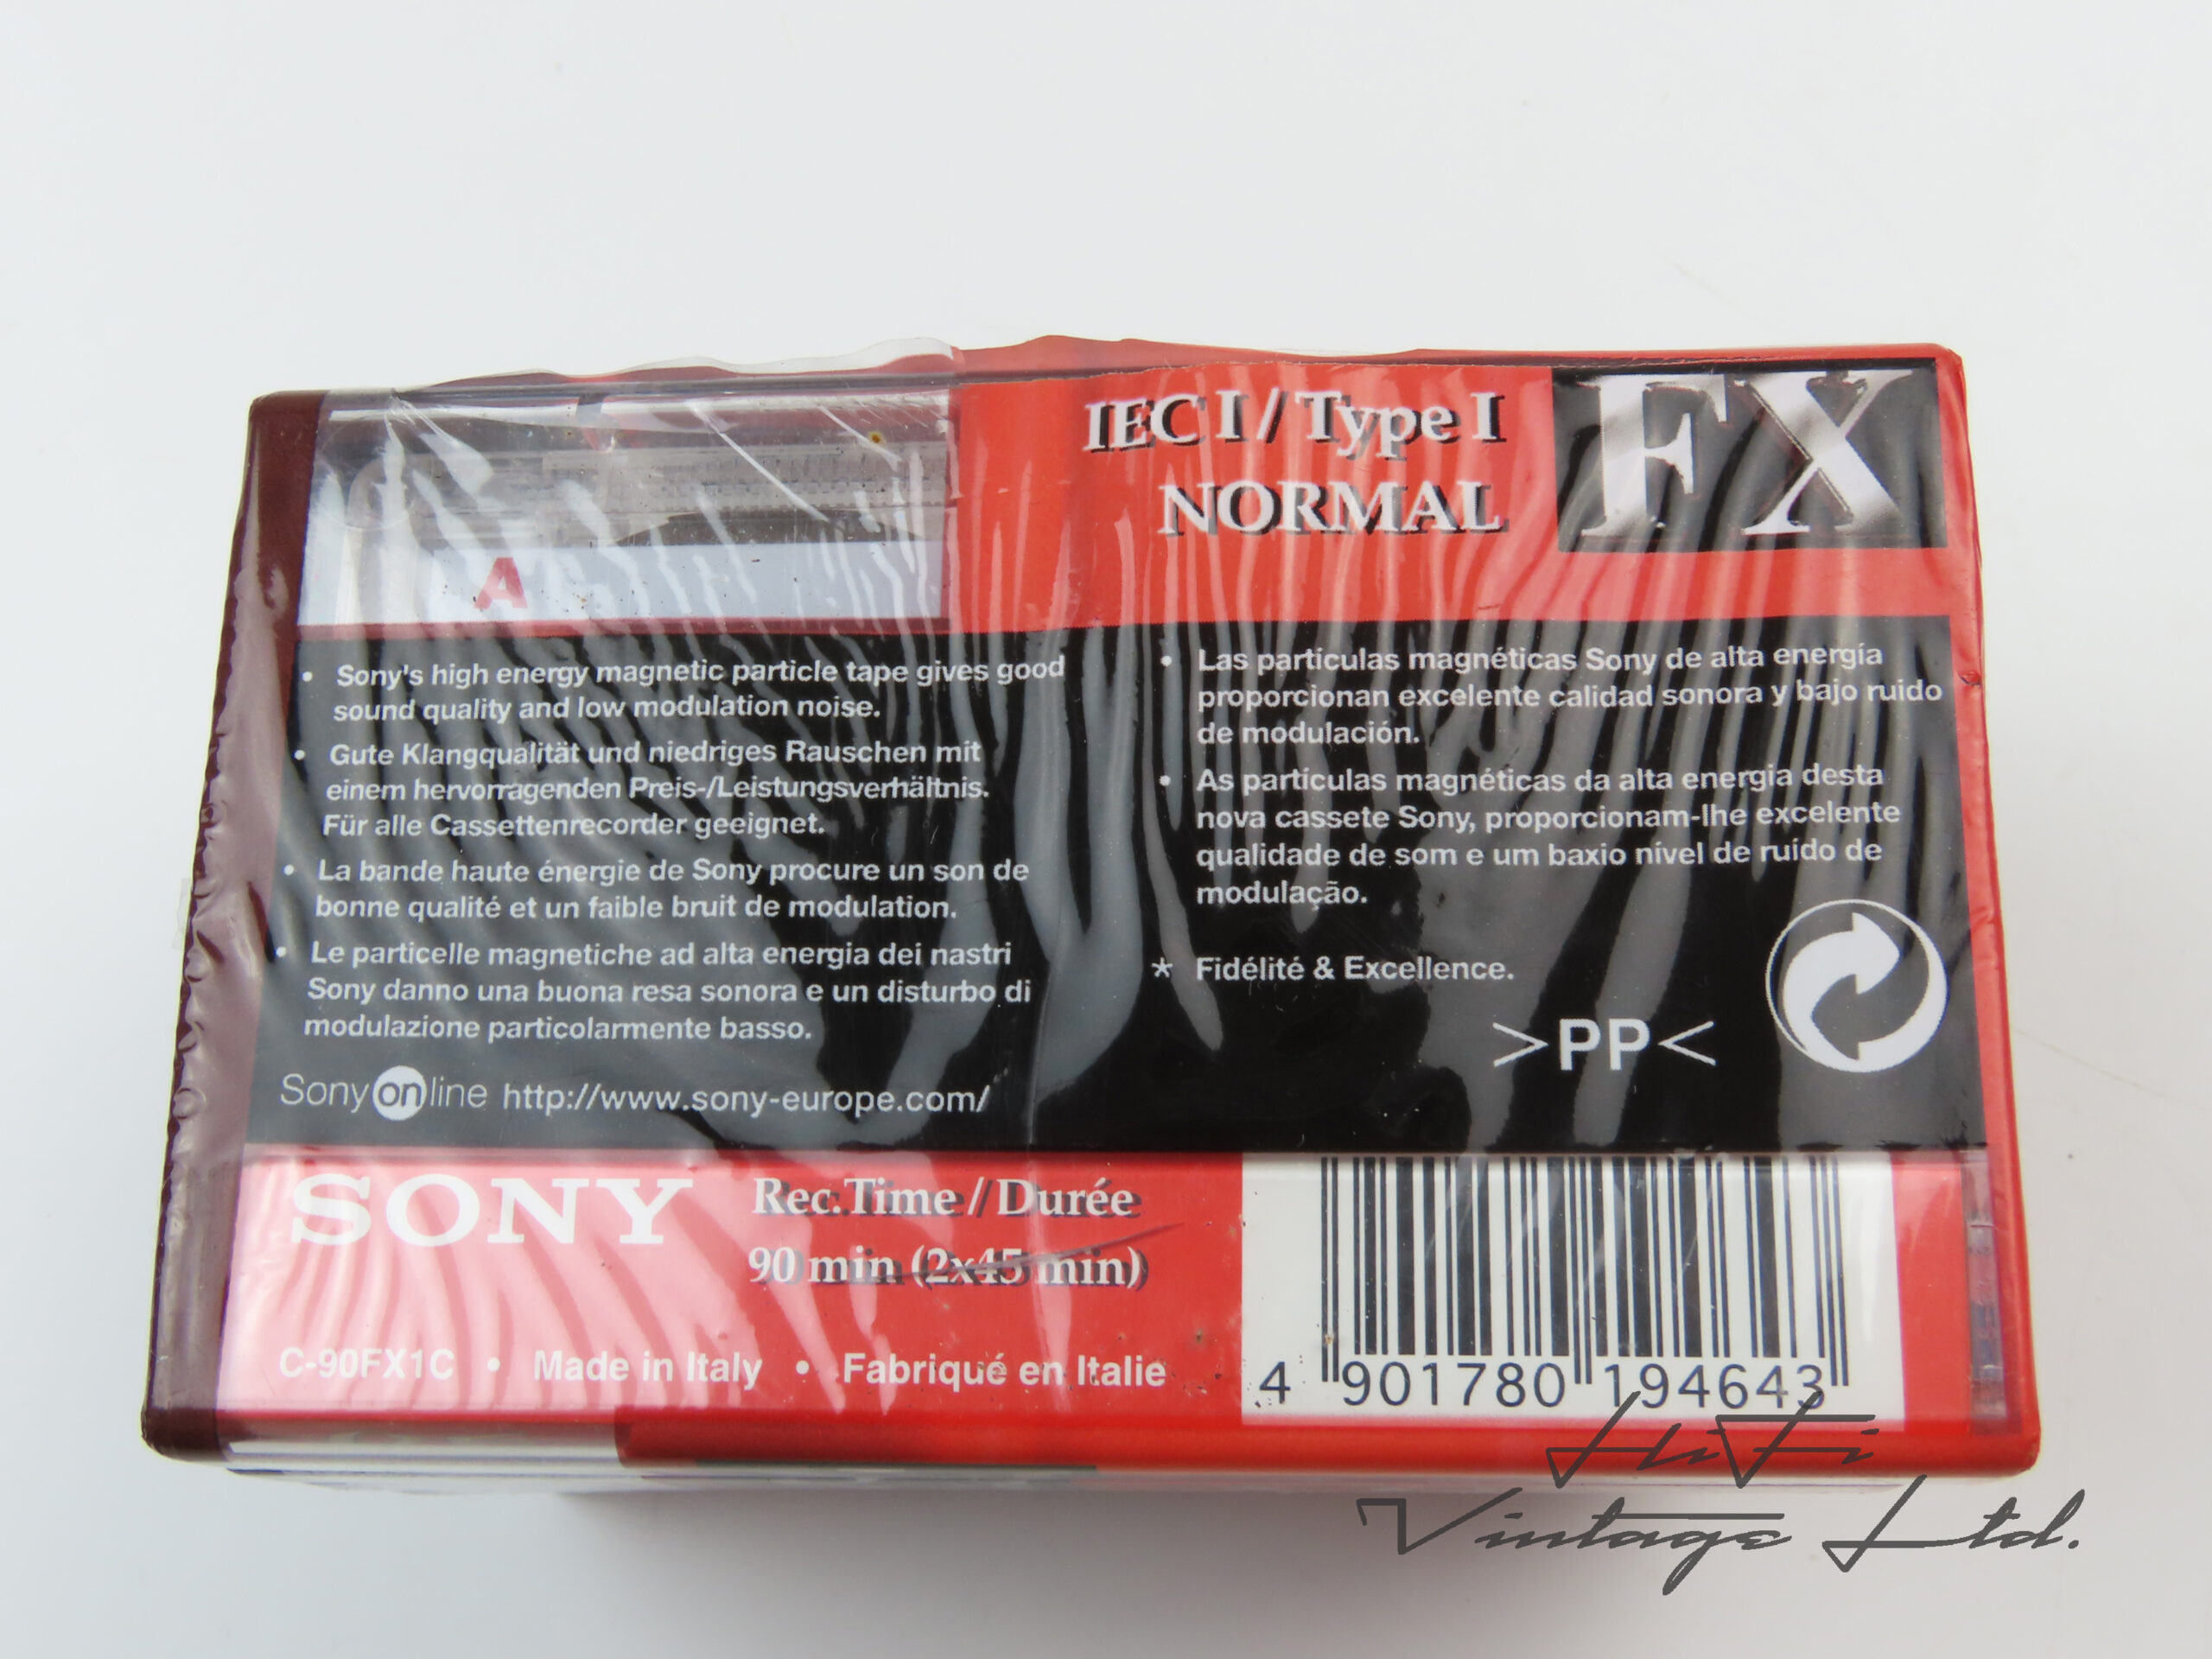 IEC I / Type I
NORMAL
FX
A
• Sony's high energy magnetic particle tape gives good
sound quality and low modulation noise.
• Gute Klangqualität und niedriges Rauschen mit
einem hervorragenden Preis-/Leistungsverhältnis.
Für alle Cassettenrecorder geeignet.
• La bande haute énergie de Sony procure un son de
bonne qualité et un faible bruit de modulation.
• Le particelle magnetiche ad alta energia dei nastri
Sony danno una buona resa sonora e un disturbo di
modulazione particolarmente basso.
Sony on line http://www.sony-europe.com/
• Las partículas magnéticas Sony de alta energía
proporcionan excelente calidad sonora y bajo ruido
de modulación.
• As partículas magnéticas da alta energia desta
nova cassete Sony, proporcionam-lhe excelente
qualidade de som e um baxio nível de ruído de
modulação.
* Fidélité & Excellence.
>PP<
SONY
Rec.Time / Durée
90 min (2x45 min)
C-90FX1C • Made in Italy • Fabriqué en Italie
4 901780 194643
HiFi
Vintage Ltd.